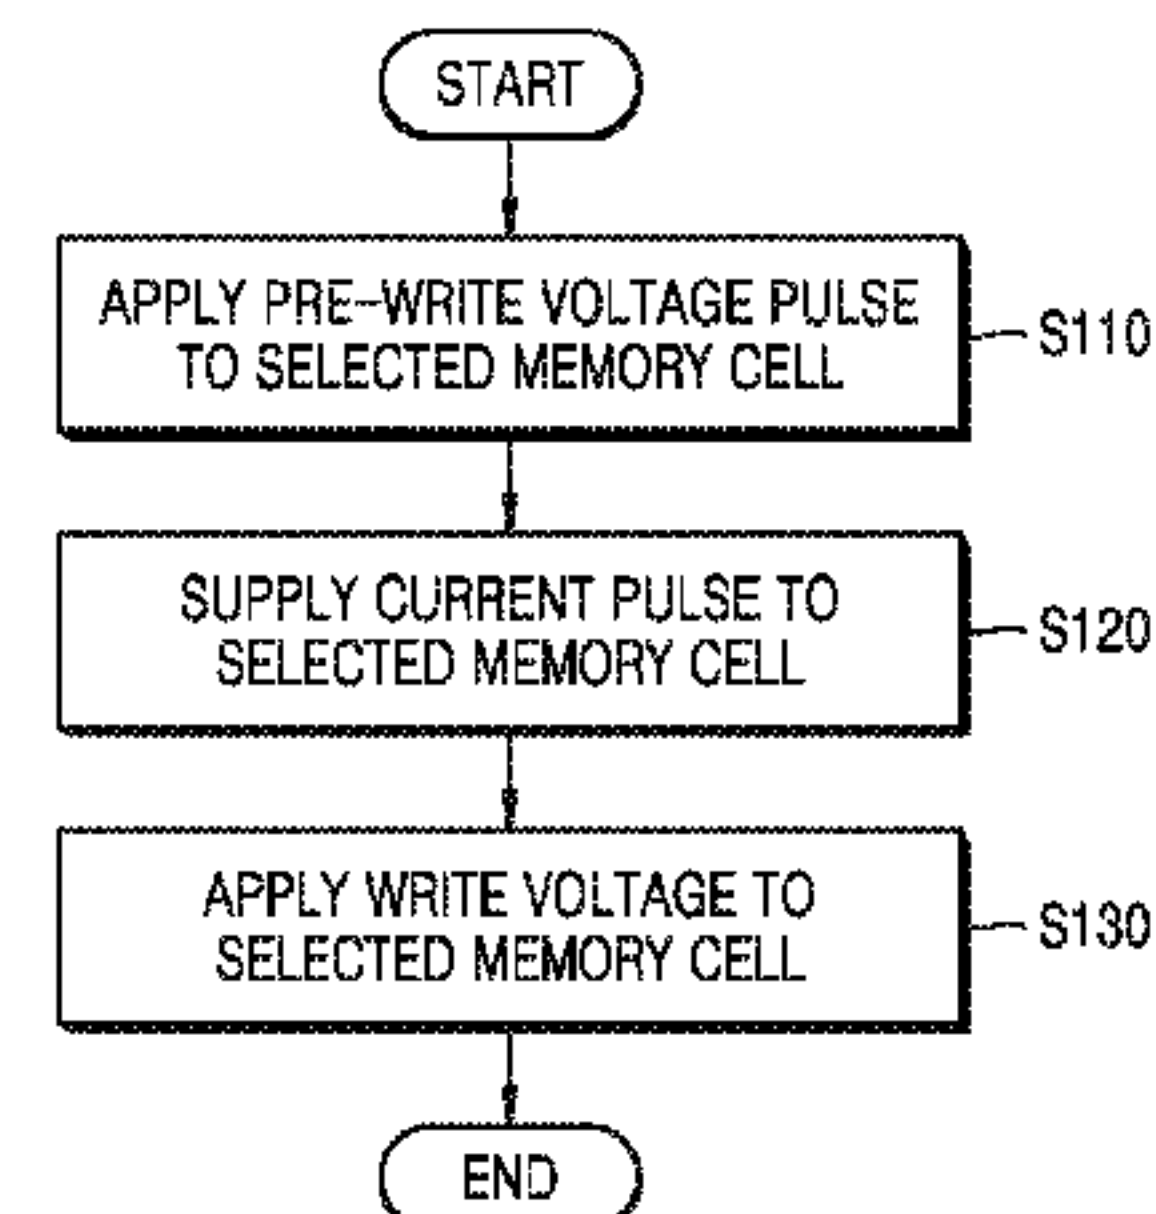 START
APPLY PRE-WRITE VOLTAGE PULSE
TO SELECTED MEMORY CELL
S110
SUPPLY CURRENT PULSE TO
SELECTED MEMORY CELL
S120
APPLY WRITE VOLTAGE TO
SELECTED MEMORY CELL
S130
END